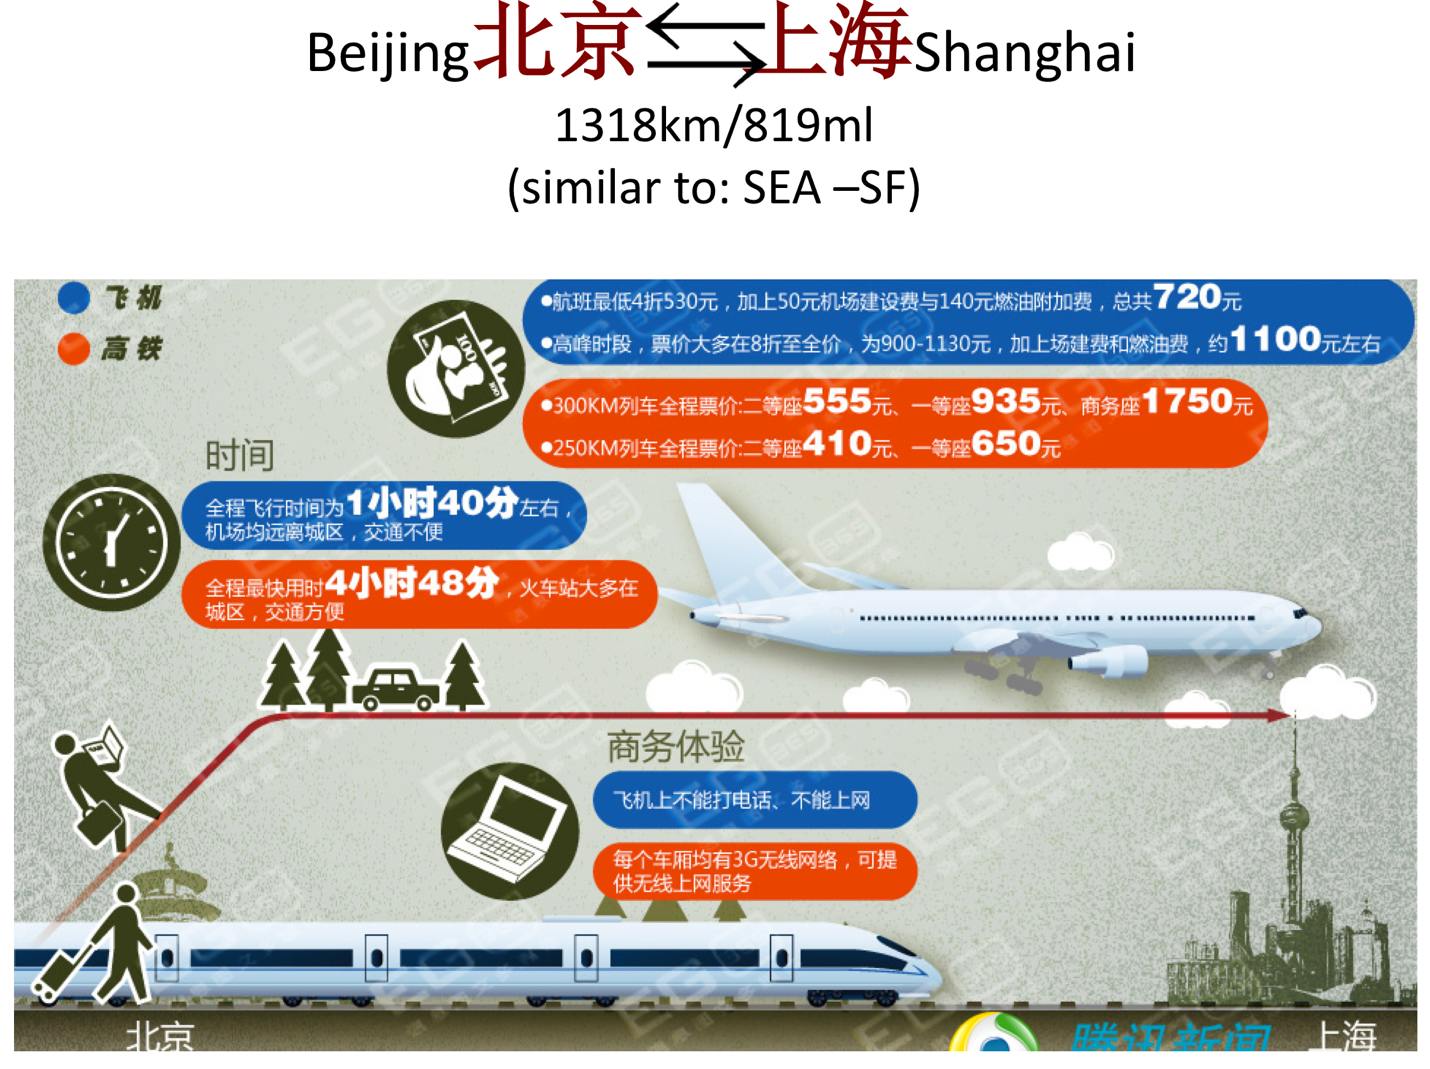 Beijing北京 上海Shanghai
1318km/819ml
(similar to: SEA –SF)
飞机
高铁
●航班最低4折530元，加上50元机场建设费与140元燃油附加费，总共720元
●高峰时段，票价大多在8折至全价，为900-1130元，加上场建费和燃油费，约1100元左右
●300KM列车全程票价:二等座555元、一等座935元、商务座1750元
●250KM列车全程票价:二等座410元、一等座650元
时间
全程飞行时间为1小时40分左右，
机场均远离城区，交通不便
全程最快用时4小时48分，火车站大多在
城区，交通方便
商务体验
飞机上不能打电话、不能上网
每个车厢均有3G无线网络，可提
供无线上网服务
北京
腾讯新闻
上海